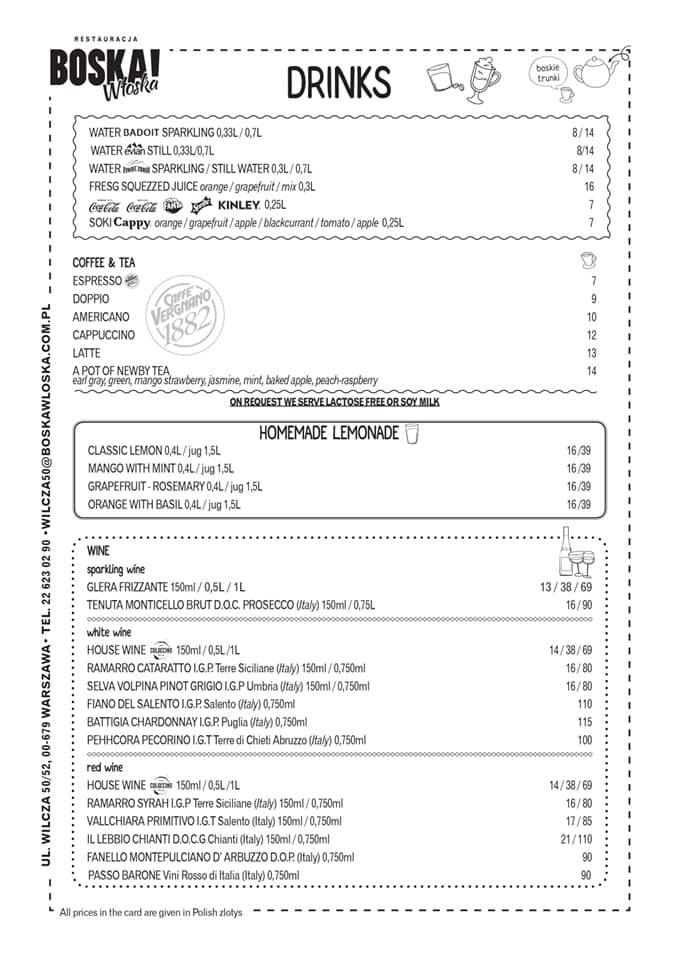 RESTAURACJA
BOSKA!
Włoska
DRINKS
boskie
trunki
WATER BADOIT SPARKLING 0,33L / 0,7L 8 / 14
WATER evian STILL 0,33L/0,7L 8/14
WATER SPARKLING / STILL WATER 0,3L / 0,7L 8 / 14
FRESG SQUEZZED JUICE orange / grapefruit / mix 0,3L 16
Coca-Cola Coca-Cola FANTA Sprite KINLEY. 0,25L 7
SOKI Cappy. orange / grapefruit / apple / blackcurrant / tomato / apple 0,25L 7
COFFEE & TEA
ESPRESSO 7
DOPPIO 9
AMERICANO 10
CAPPUCCINO 12
LATTE 13
A POT OF NEWBY TEA 14
earl gray, green, mango strawberry, jasmine, mint, baked apple, peach-raspberry
CAFFÈ
VERGNANO
1882
ON REQUEST WE SERVE LACTOSE FREE OR SOY MILK
HOMEMADE LEMONADE
CLASSIC LEMON 0,4L / jug 1,5L 16 /39
MANGO WITH MINT 0,4L / jug 1,5L 16 /39
GRAPEFRUIT - ROSEMARY 0,4L / jug 1,5L 16 /39
ORANGE WITH BASIL 0,4L / jug 1,5L 16 /39
WINE
sparkling wine
GLERA FRIZZANTE 150ml / 0,5L / 1L 13 / 38 / 69
TENUTA MONTICELLO BRUT D.O.C. PROSECCO (Italy) 150ml / 0,75L 16 / 90
white wine
HOUSE WINE COLOCCINO 150ml / 0,5L /1L 14 / 38 / 69
RAMARRO CATARATTO I.G.P. Terre Siciliane (Italy) 150ml / 0,750ml 16 / 80
SELVA VOLPINA PINOT GRIGIO I.G.P Umbria (Italy) 150ml / 0,750ml 16 / 80
FIANO DEL SALENTO I.G.P. Salento (Italy) 0,750ml 110
BATTIGIA CHARDONNAY I.G.P. Puglia (Italy) 0,750ml 115
PEHHCORA PECORINO I.G.T Terre di Chieti Abruzzo (Italy) 0,750ml 100
red wine
HOUSE WINE COLOCCINO 150ml / 0,5L /1L 14 / 38 / 69
RAMARRO SYRAH I.G.P Terre Siciliane (Italy) 150ml / 0,750ml 16 / 80
VALLCHIARA PRIMITIVO I.G.T Salento (Italy) 150ml / 0,750ml 17 / 85
IL LEBBIO CHIANTI D.O.C.G Chianti (Italy) 150ml / 0,750ml 21 / 110
FANELLO MONTEPULCIANO D' ARBUZZO D.O.P. (Italy) 0,750ml 90
PASSO BARONE Vini Rosso di Italia (Italy) 0,750ml 90
UL. WILCZA 50/52, 00-679 WARSZAWA • TEL. 22 623 02 90 • WILCZA50@BOSKAWLOSKA.COM.PL
All prices in the card are given in Polish zlotys